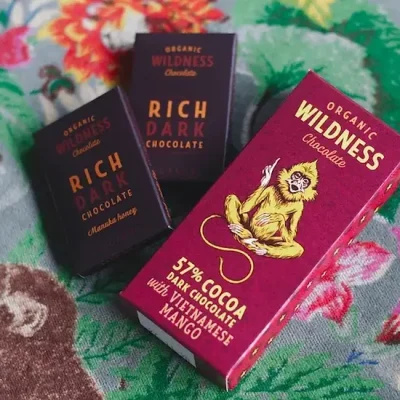 ORGANIC
WILDNESS
Chocolate
RICH
DARK
CHOCOLATE
ORGANIC
WILDNESS
Chocolate
RICH
DARK
CHOCOLATE
Manuka honey
ORGANIC
WILDNESS
Chocolate
57% COCOA
DARK CHOCOLATE
with VIETNAMESE
MANGO